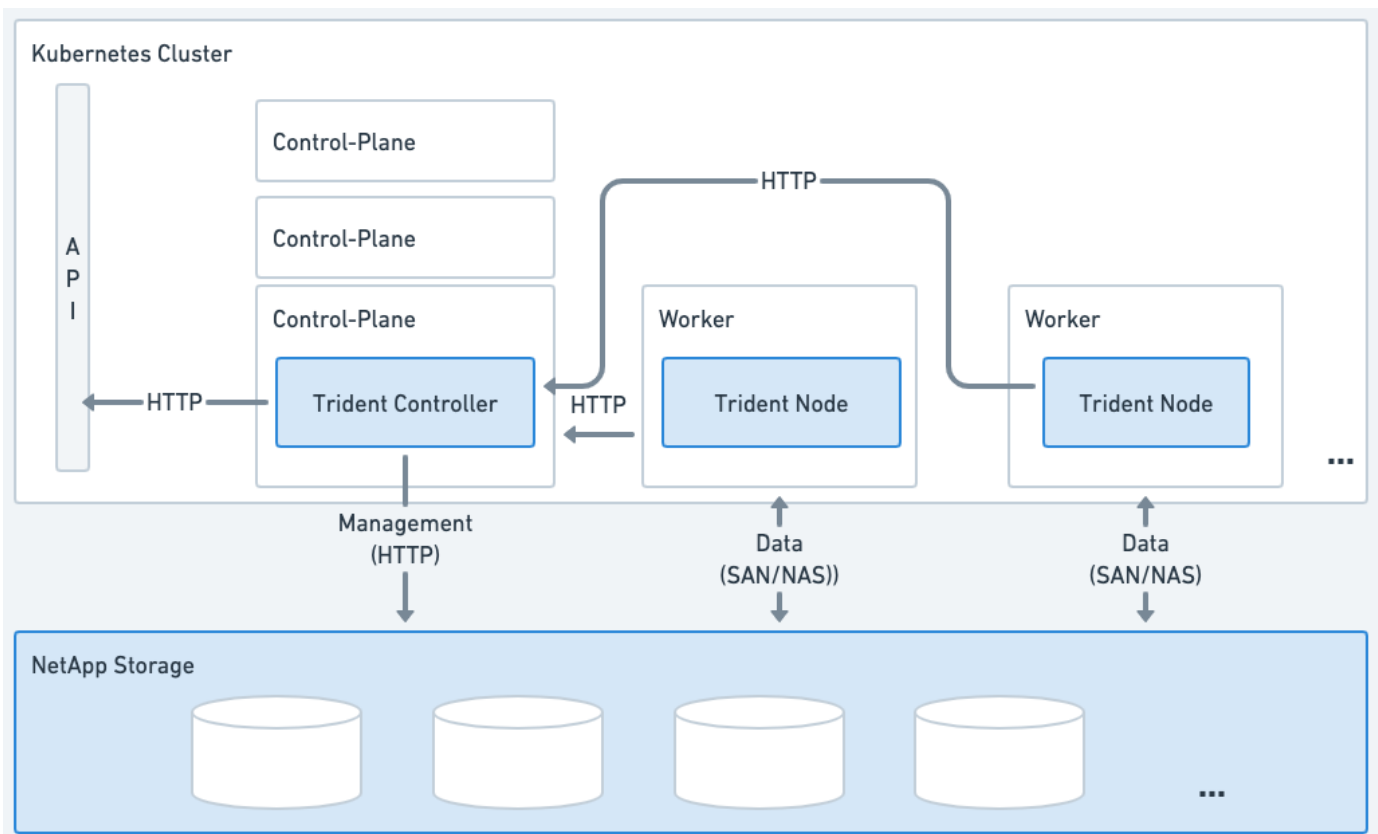 Kubernetes Cluster
A
P
I
Control-Plane
Control-Plane
Control-Plane
Trident Controller
HTTP
HTTP
HTTP
Worker
Trident Node
Worker
Trident Node
...
Management
(HTTP)
Data
(SAN/NAS))
Data
(SAN/NAS)
NetApp Storage
...